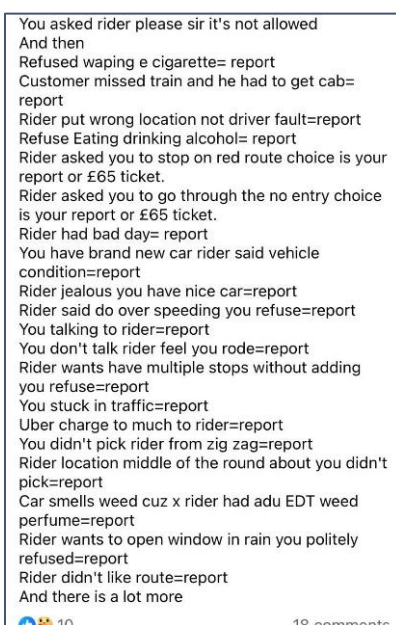 You asked rider please sir it's not allowed
And then
Refused waping e cigarette= report
Customer missed train and he had to get cab=
report
Rider put wrong location not driver fault=report
Refuse Eating drinking alcohol= report
Rider asked you to stop on red route choice is your
report or £65 ticket.
Rider asked you to go through the no entry choice
is your report or £65 ticket.
Rider had bad day= report
You have brand new car rider said vehicle
condition=report
Rider jealous you have nice car=report
Rider said do over speeding you refuse=report
You talking to rider=report
You don't talk rider feel you rode=report
Rider wants have multiple stops without adding
you refuse=report
You stuck in traffic=report
Uber charge to much to rider=report
You didn't pick rider from zig zag=report
Rider location middle of the round about you didn't
pick=report
Car smells weed cuz x rider had adu EDT weed
perfume=report
Rider wants to open window in rain you politely
refused=report
Rider didn't like route=report
And there is a lot more
10 18 comments